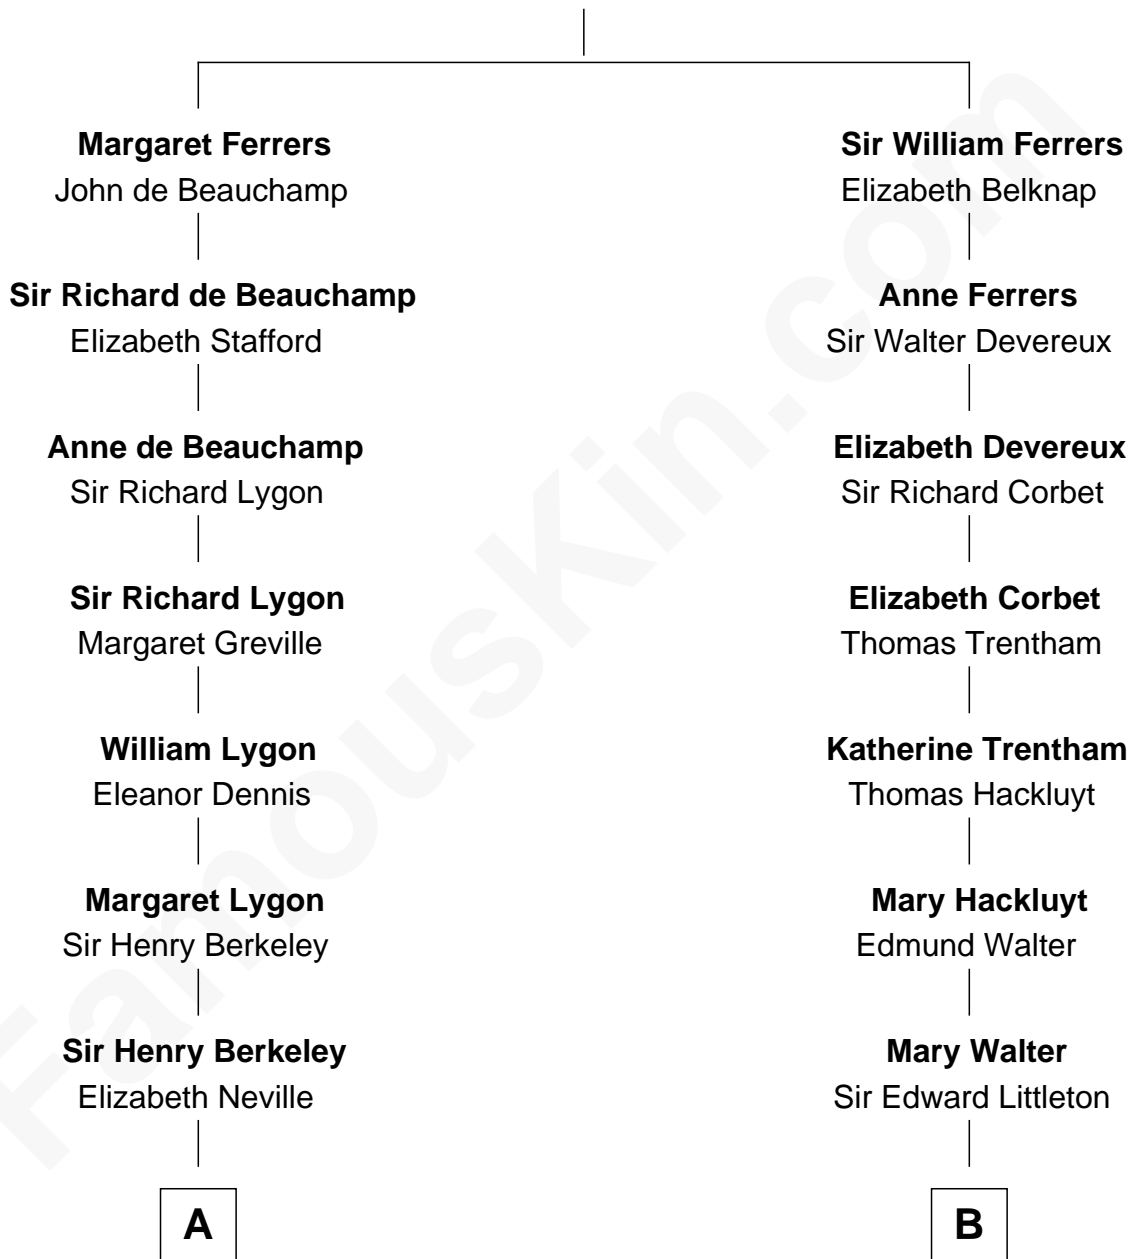 Margaret Ferrers
John de Beauchamp
Sir William Ferrers
Elizabeth Belknap
Sir Richard de Beauchamp
Elizabeth Stafford
Anne Ferrers
Sir Walter Devereux
Anne de Beauchamp
Sir Richard Lygon
Elizabeth Devereux
Sir Richard Corbet
Sir Richard Lygon
Margaret Greville
Elizabeth Corbet
Thomas Trentham
William Lygon
Eleanor Dennis
Katherine Trentham
Thomas Hackluyt
Margaret Lygon
Sir Henry Berkeley
Mary Hackluyt
Edmund Walter
Sir Henry Berkeley
Elizabeth Neville
Mary Walter
Sir Edward Littleton
A
B
FamousKin.com